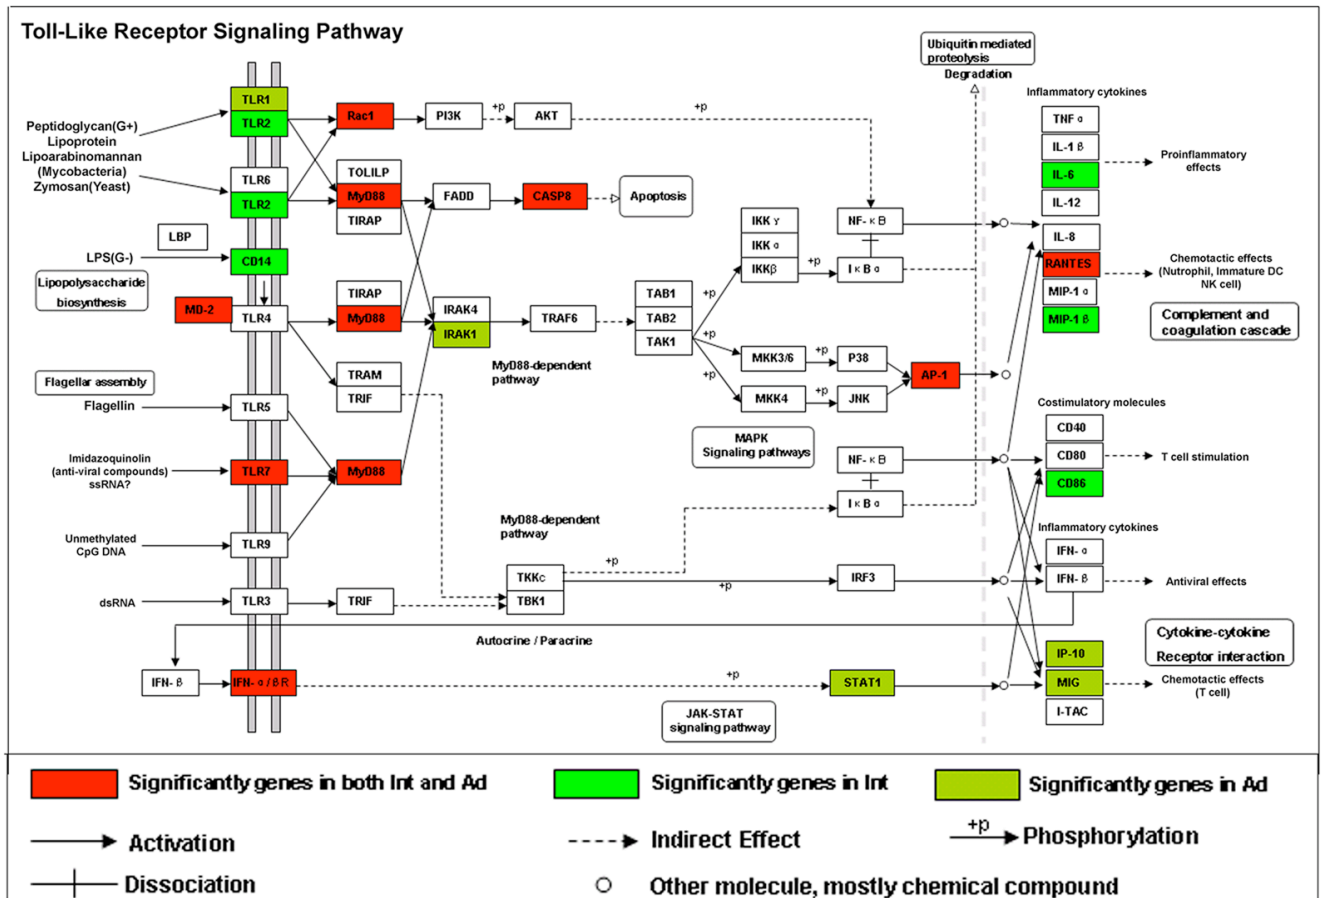 Toll-Like Receptor Signaling Pathway
Ubiquitin mediated
proteolysis
Degradation
Inflammatory cytokines
TLR1
TLR2
Rac1
+p
PI3K
AKT
+p
TNF α
IL-1 β
IL-6
IL-12
Proinflammatory
effects
Peptidoglycan(G+)
Lipoprotein
Lipoarabinomannan
(Mycobacteria)
Zymosan(Yeast)
TLR6
TLR2
TOLILP
MyD88
TIRAP
FADD
CASP8
Apoptosis
IKK γ
IKK α
IKKβ
+p
NF-κB
IκBα
LBP
LPS(G-)
CD14
Lipopolysaccharide
biosynthesis
MD-2
TLR4
TIRAP
MyD88
IRAK4
IRAK1
TRAF6
TAB1
TAB2
TAK1
+p
+p
+p
IL-8
RANTES
MIP-1 α
MIP-1 β
Chemotactic effects
(Nutrophil, Immature DC
NK cell)
Complement and
coagulation cascade
MyD88-dependent
pathway
MKK3/6
+p
P38
MKK4
+p
JNK
AP-1
TRAM
TRIF
Flagellar assembly
Flagellin
TLR5
MAPK
Signaling pathways
Costimulatory molecules
CD40
CD80
CD86
T cell stimulation
Imidazoquinolin
(anti-viral compounds)
ssRNA?
TLR7
MyD88
NF-κB
IκBα
MyD88-dependent
pathway
Unmethylated
CpG DNA
TLR9
Inflammatory cytokines
IFN-α
IFN-β
Antiviral effects
+p
TKKc
TBK1
+p
IRF3
dsRNA
TLR3
TRIF
Autocrine / Paracrine
Cytokine-cytokine
Receptor interaction
IFN-β
IFN-α/βR
+p
STAT1
IP-10
MIG
I-TAC
Chemotactic effects
(T cell)
JAK-STAT
signaling pathway
Significantly genes in both Int and Ad
Significantly genes in Int
Significantly genes in Ad
Activation
Indirect Effect
+p
Phosphorylation
Dissociation
Other molecule, mostly chemical compound